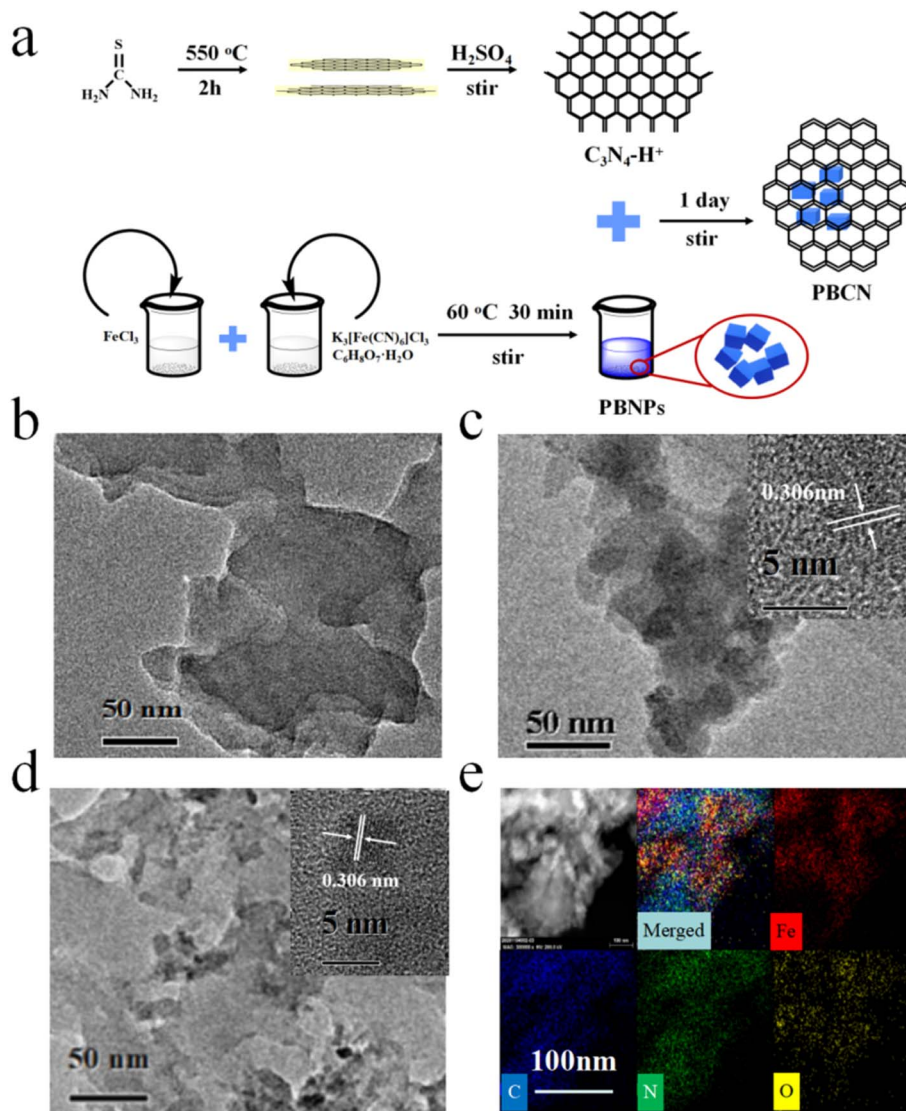 a
S
C
H₂N
NH₂
550 °C
2h
H₂SO₄
stir
C₃N₄-H⁺
1 day
stir
PBCN
FeCl₃
K₃[Fe(CN)₆]Cl₃
C₆H₈O₇·H₂O
60 °C 30 min
stir
PBNPs
b
50 nm
c
0.306nm
5 nm
50 nm
d
0.306 nm
5 nm
50 nm
e
Merged
Fe
100nm
C
N
O